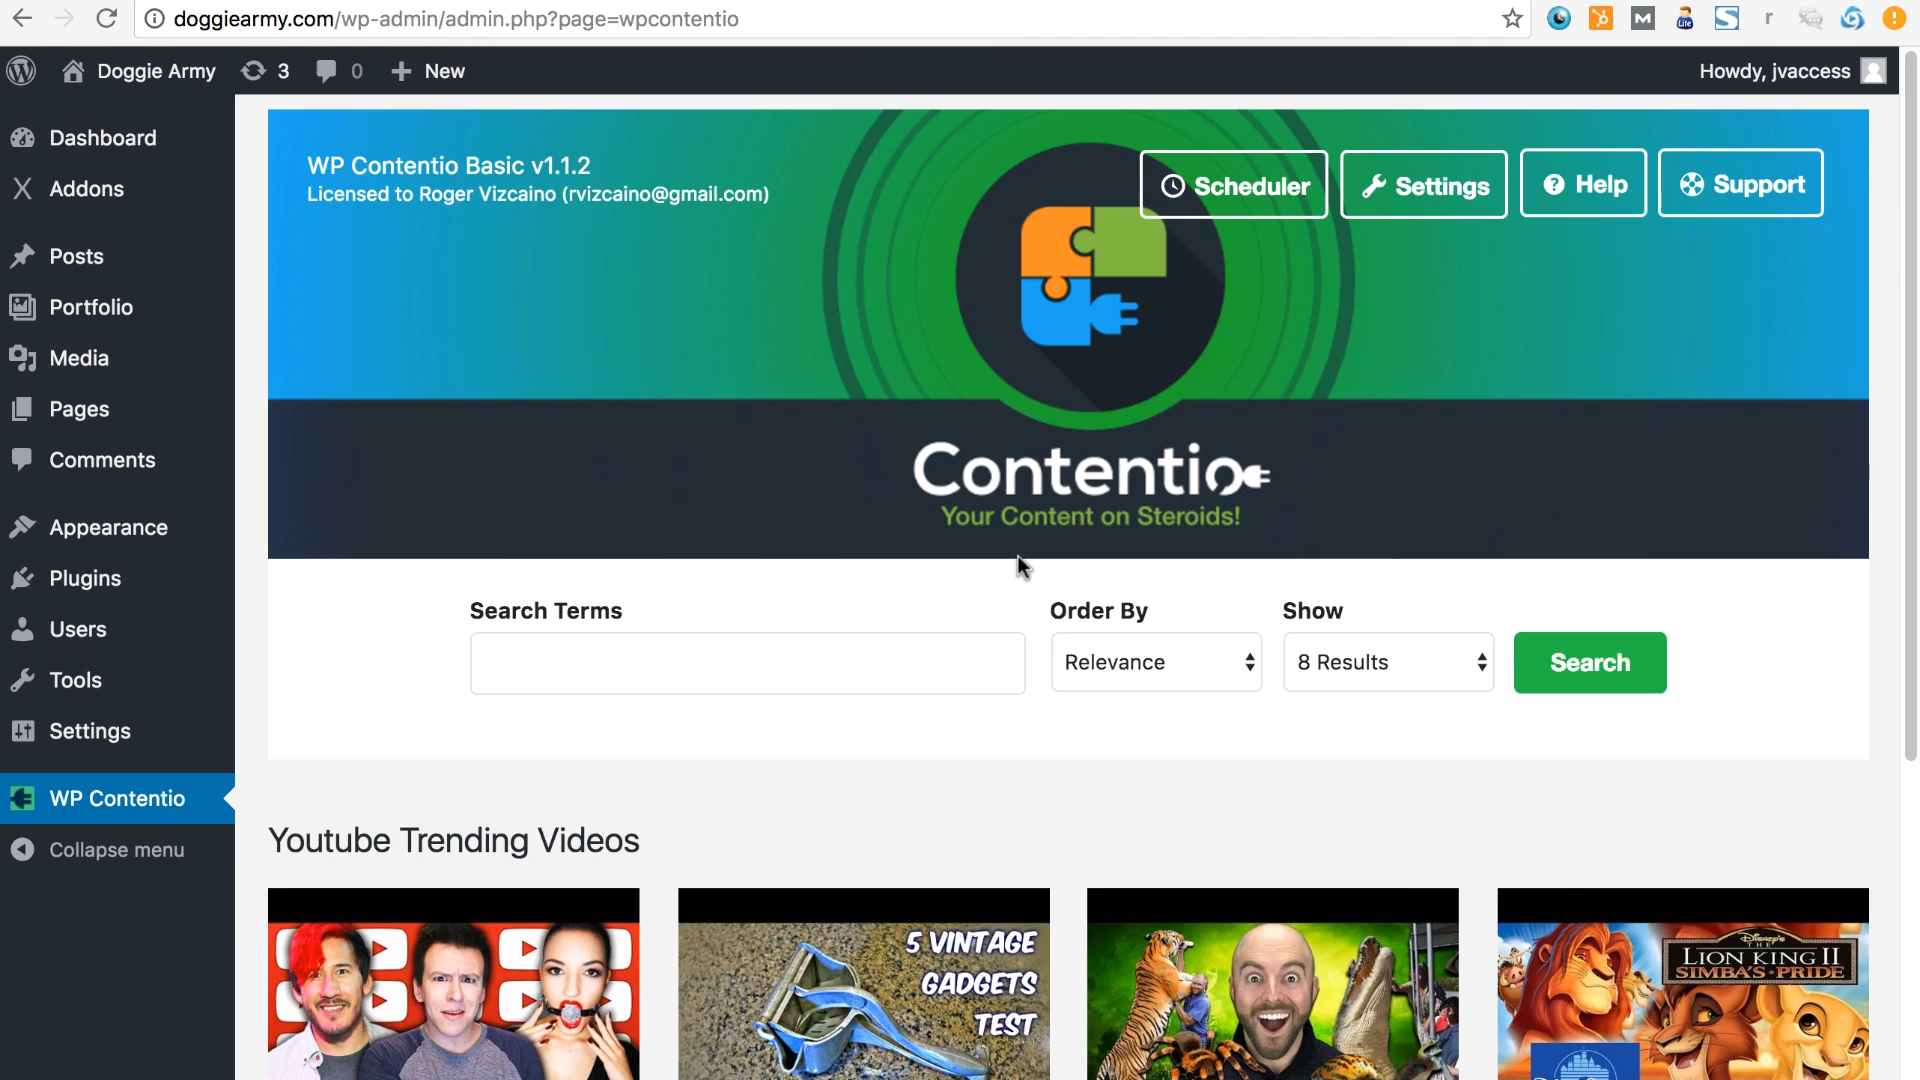 doggiearmy.com/wp-admin/admin.php?page=wpcontentio
Doggie Army 3 0 New
Howdy, jvaccess
Dashboard
Addons
Posts
Portfolio
Media
Pages
Comments
Appearance
Plugins
Users
Tools
Settings
WP Contentio
Collapse menu
WP Contentio Basic v1.1.2
Licensed to Roger Vizcaino (rvizcaino@gmail.com)
Scheduler
Settings
Help
Support
Contentio
Your Content on Steroids!
Search Terms
Order By
Show
Relevance
8 Results
Search
Youtube Trending Videos
5 VINTAGE
GADGETS
TEST
Disney's
THE
LION KING II
SIMBA'S•PRIDE